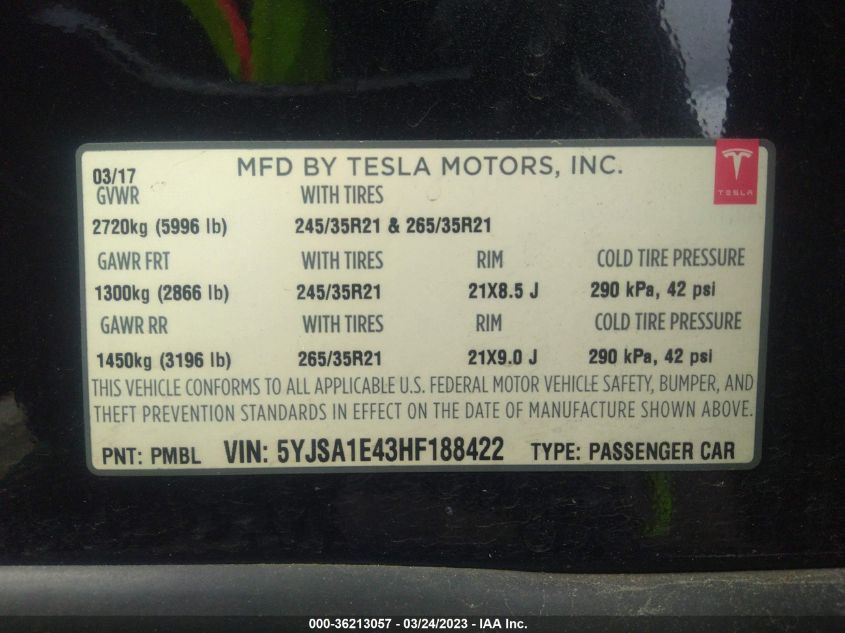 MFD BY TESLA MOTORS, INC.
TESLA
03/17
GVWR WITH TIRES
2720kg (5996 lb) 245/35R21 & 265/35R21
GAWR FRT WITH TIRES RIM COLD TIRE PRESSURE
1300kg (2866 lb) 245/35R21 21X8.5 J 290 kPa, 42 psi
GAWR RR WITH TIRES RIM COLD TIRE PRESSURE
1450kg (3196 lb) 265/35R21 21X9.0 J 290 kPa, 42 psi
THIS VEHICLE CONFORMS TO ALL APPLICABLE U.S. FEDERAL MOTOR VEHICLE SAFETY, BUMPER, AND
THEFT PREVENTION STANDARDS IN EFFECT ON THE DATE OF MANUFACTURE SHOWN ABOVE.
PNT: PMBL VIN: 5YJSA1E43HF188422 TYPE: PASSENGER CAR
000-36213057 - 03/24/2023 - IAA Inc.